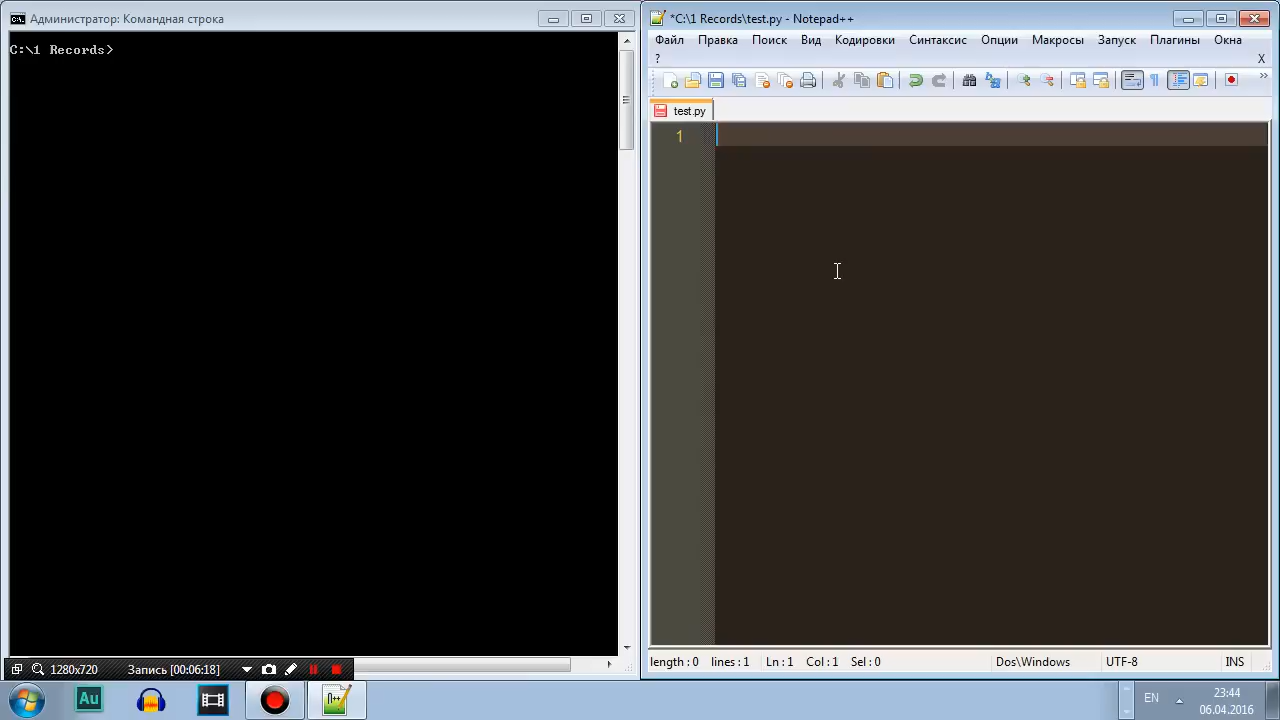 Администратор: Командная строка
C:\1 Records>
*C:\1 Records\test.py - Notepad++
Файл Правка Поиск Вид Кодировки Синтаксис Опции Макросы Запуск Плагины Окна
? X
test.py
1
length : 0 lines : 1 Ln : 1 Col : 1 Sel : 0 Dos\Windows UTF-8 INS
1280x720 Запись [00:06:18]
Au
EN
23:44
06.04.2016